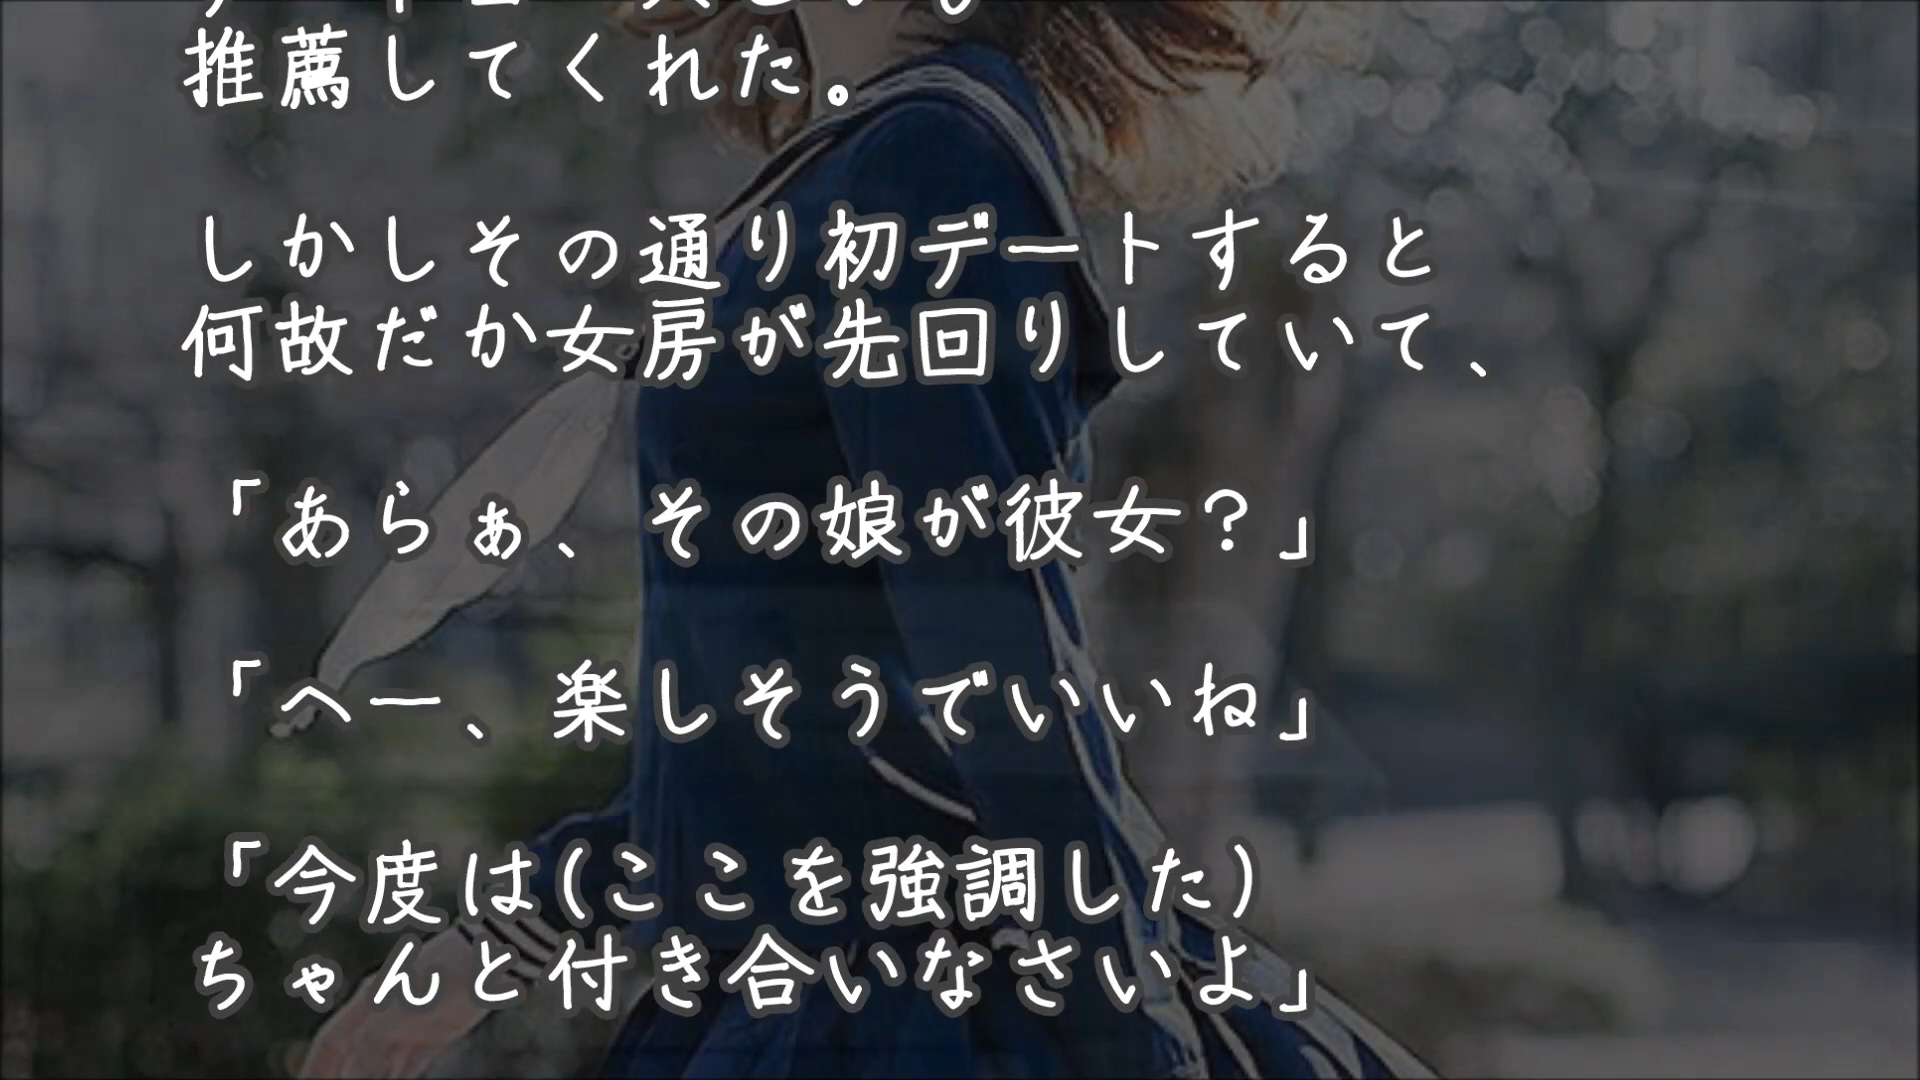 推薦してくれた。
しかしその通り初デートすると
何故だか女房が先回りしていて、
「あらぁ、その娘が彼女？」
「へー、楽しそうでいいね」
「今度は(ここを強調した)
ちゃんと付き合いなさいよ」